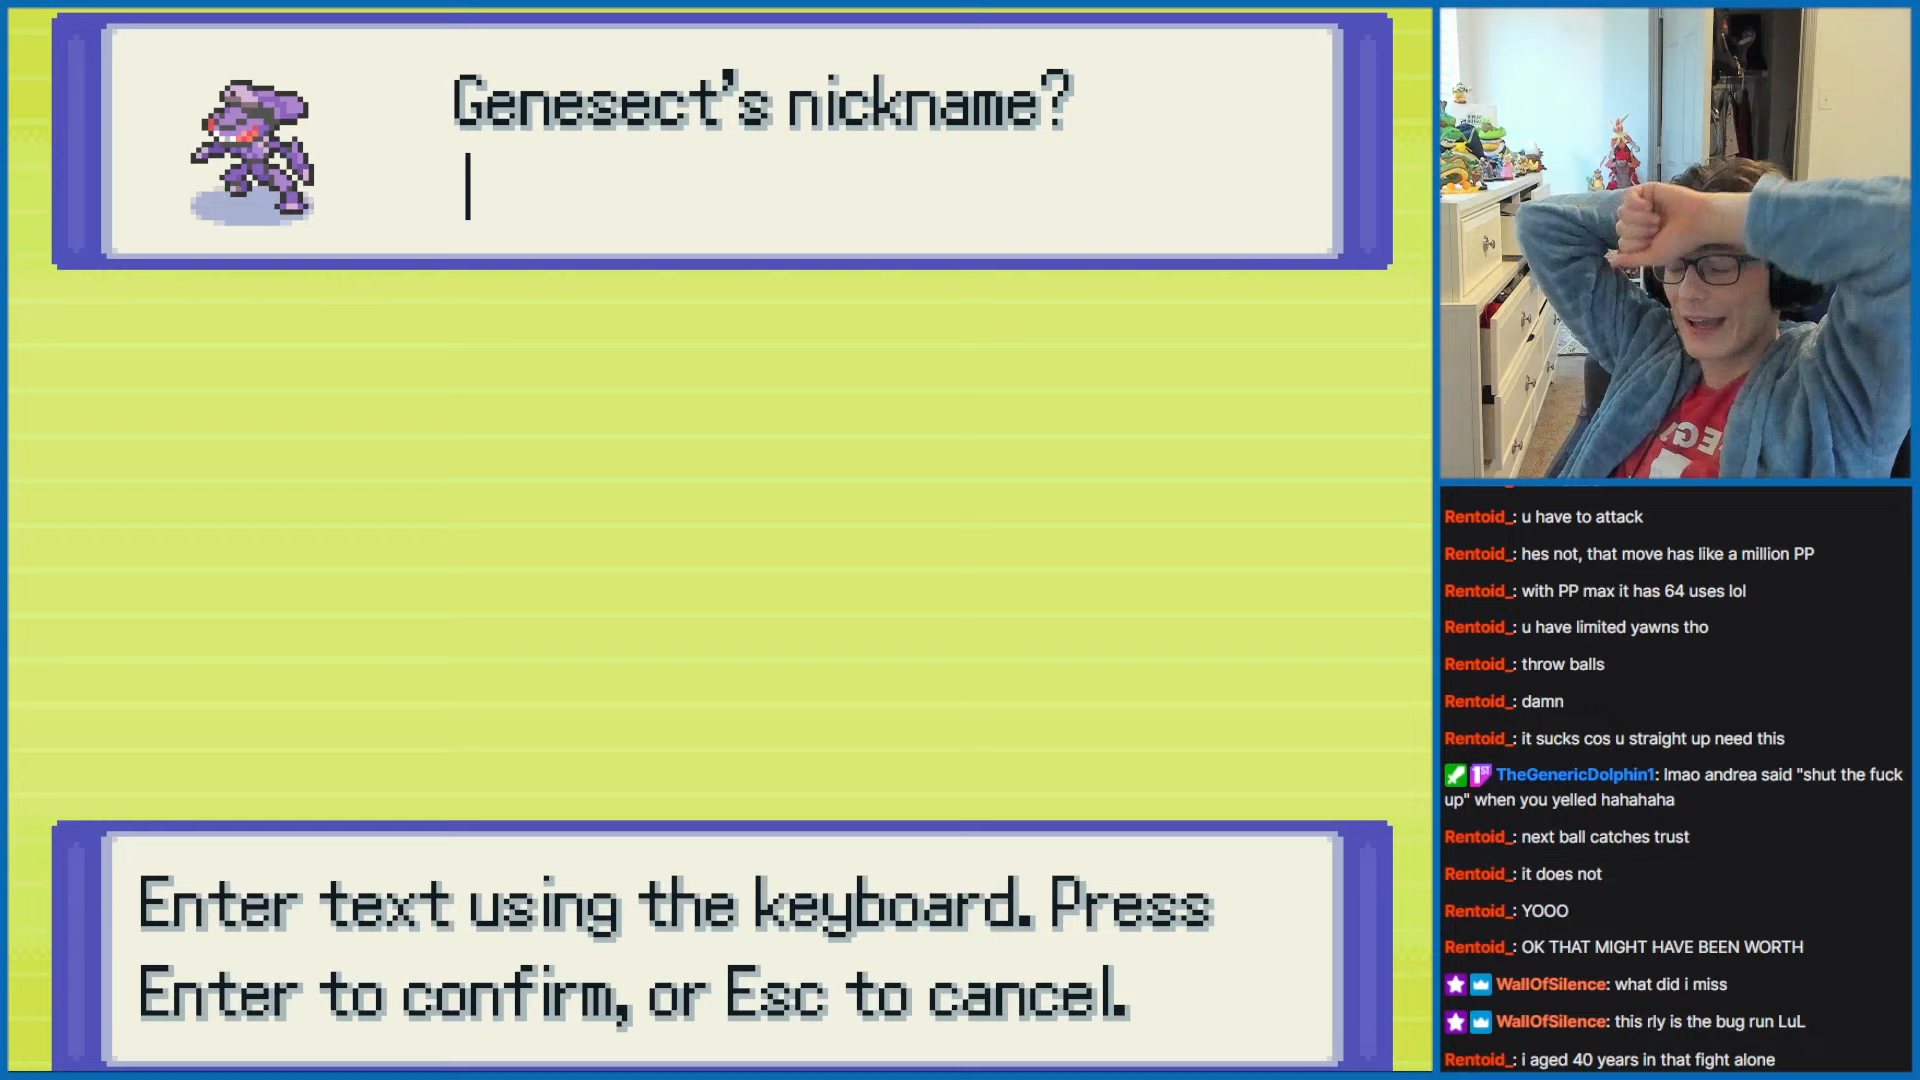 Genesect's nickname?
Enter text using the keyboard. Press
Enter to confirm, or Esc to cancel.
Rentoid_: u have to attack
Rentoid_: hes not, that move has like a million PP
Rentoid_: with PP max it has 64 uses lol
Rentoid_: u have limited yawns tho
Rentoid_: throw balls
Rentoid_: damn
Rentoid_: it sucks cos u straight up need this
1ST TheGenericDolphin1: lmao andrea said "shut the fuck
up" when you yelled hahahaha
Rentoid_: next ball catches trust
Rentoid_: it does not
Rentoid_: YOOO
Rentoid_: OK THAT MIGHT HAVE BEEN WORTH
WallOfSilence: what did i miss
WallOfSilence: this rly is the bug run LuL
Rentoid_: i aged 40 years in that fight alone